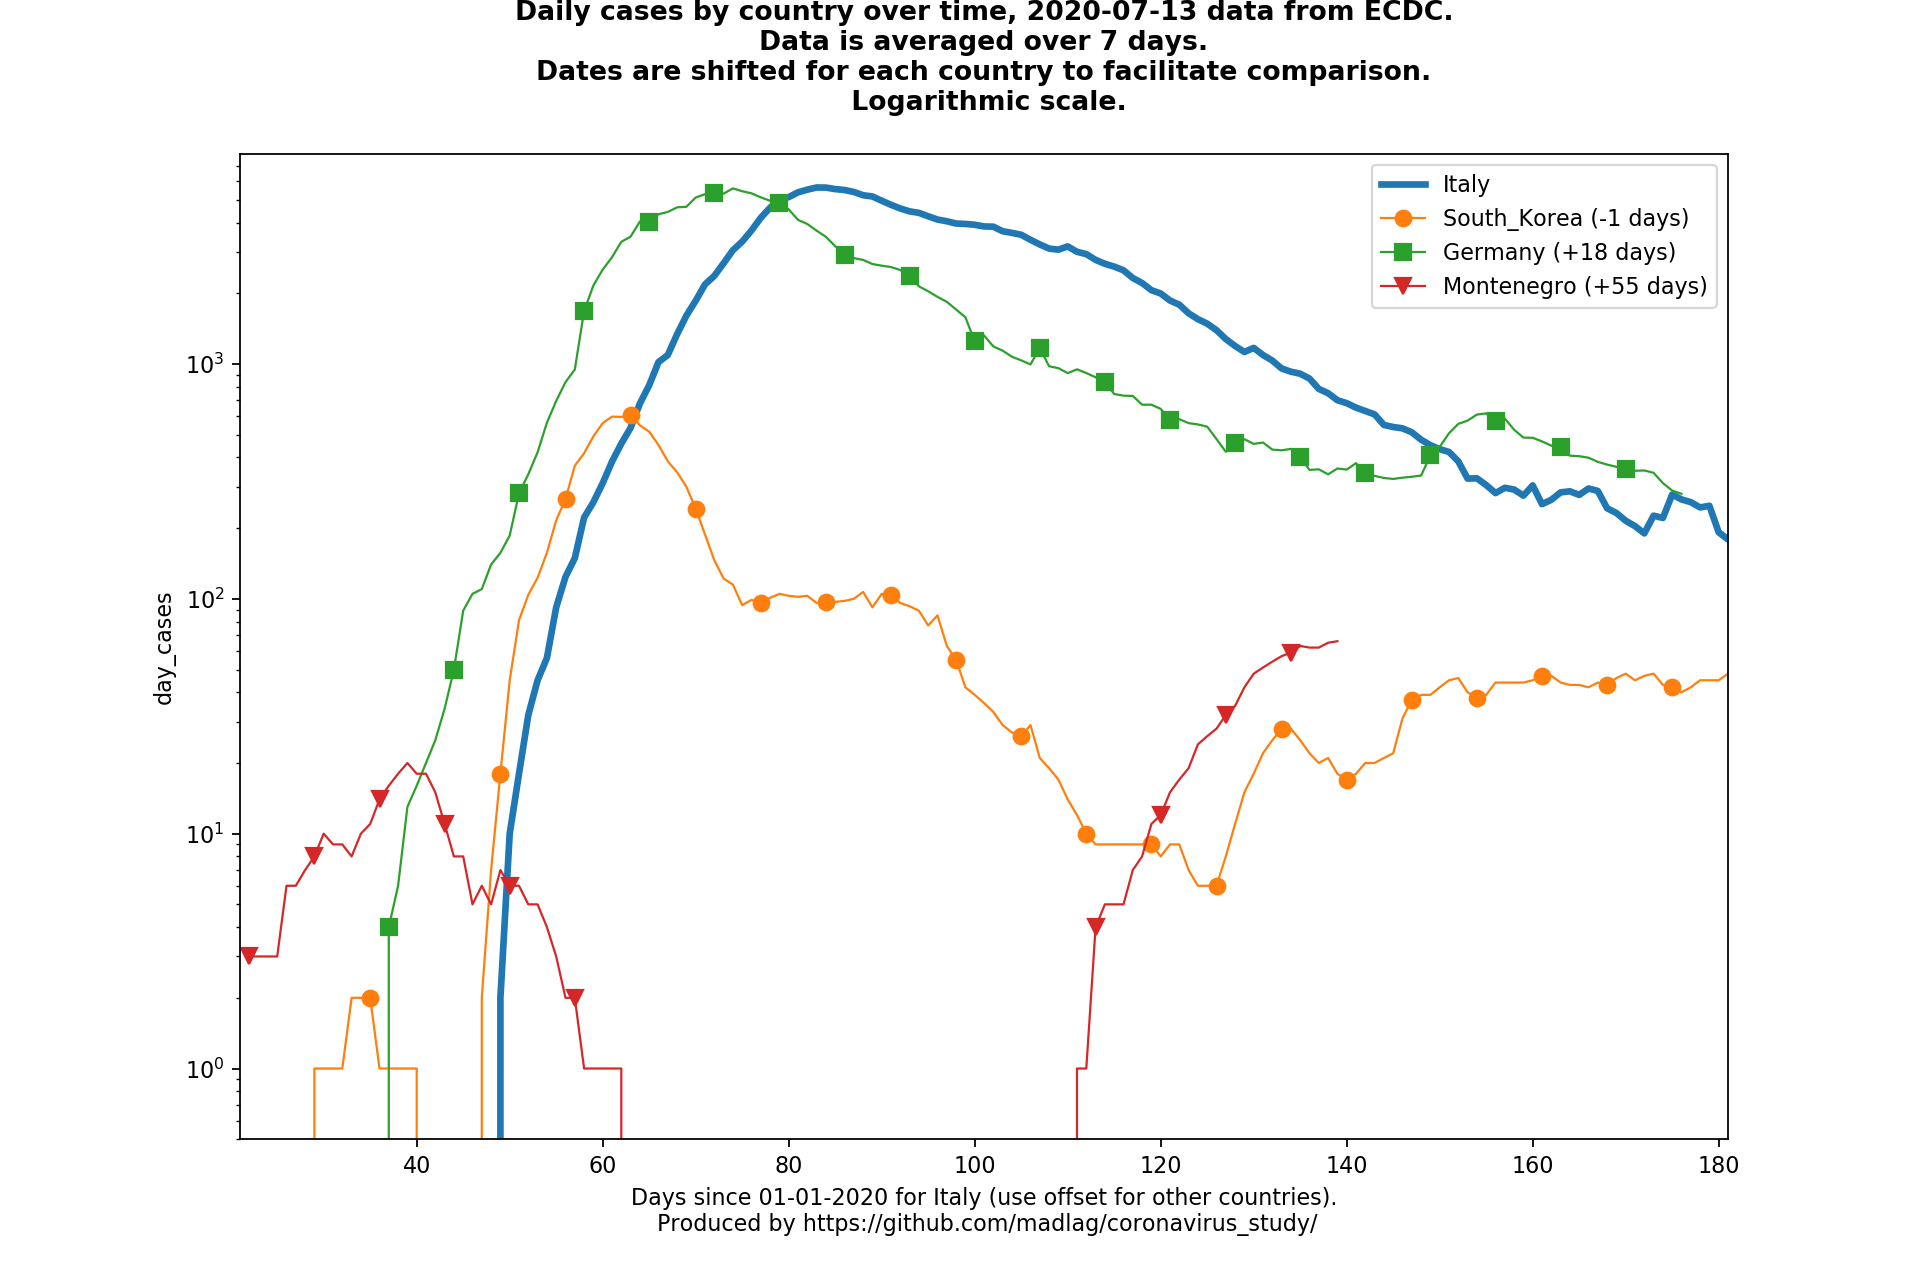 Daily cases by country over time, 2020-07-13 data from ECDC.
Data is averaged over 7 days.
Dates are shifted for each country to facilitate comparison.
Logarithmic scale.
Italy
South_Korea (-1 days)
Germany (+18 days)
Montenegro (+55 days)
day_cases
10³
10²
10¹
10⁰
40 60 80 100 120 140 160 180
Days since 01-01-2020 for Italy (use offset for other countries).
Produced by https://github.com/madlag/coronavirus_study/